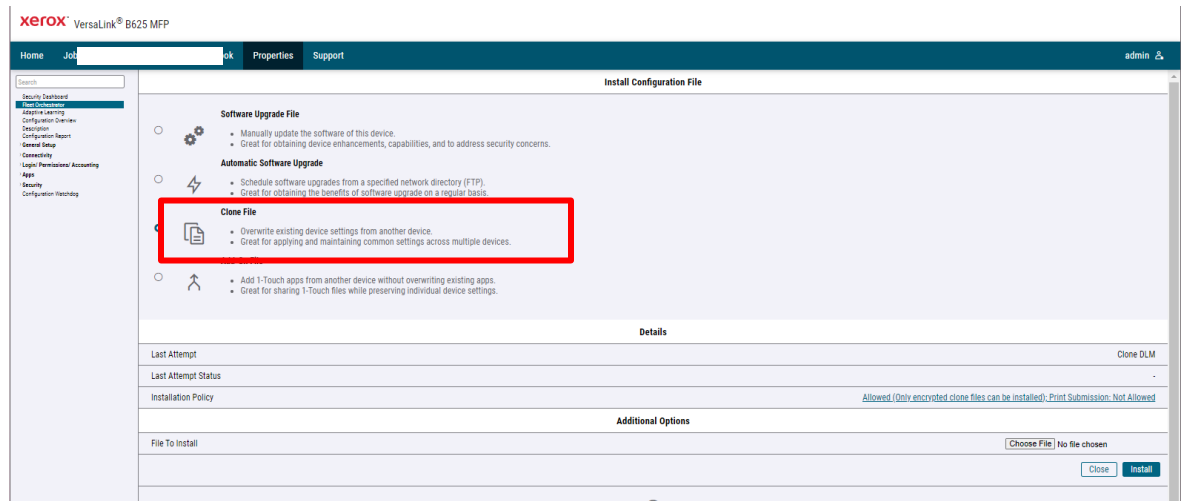 xerox™ VersaLink® B625 MFP
Home Job ok Properties Support admin
Install Configuration File
Search
Security Dashboard
Fleet Orchestrator
Adaptive Learning
Configuration Overview
Description
Configuration Report
General Setup
Connectivity
Login/ Permissions/ Accounting
Apps
Security
Configuration Watchdog
Software Upgrade File
• Manually update the software of this device.
• Great for obtaining device enhancements, capabilities, and to address security concerns.
Automatic Software Upgrade
• Schedule software upgrades from a specified network directory (FTP).
• Great for obtaining the benefits of software upgrade on a regular basis.
Clone File
• Overwrite existing device settings from another device.
• Great for applying and maintaining common settings across multiple devices.
• Add 1-Touch apps from another device without overwriting existing apps.
• Great for sharing 1-Touch files while preserving individual device settings.
Details
Last Attempt Clone DLM
Last Attempt Status -
Installation Policy Allowed (Only encrypted clone files can be installed); Print Submission: Not Allowed
Additional Options
File To Install Choose File No file chosen
Close Install